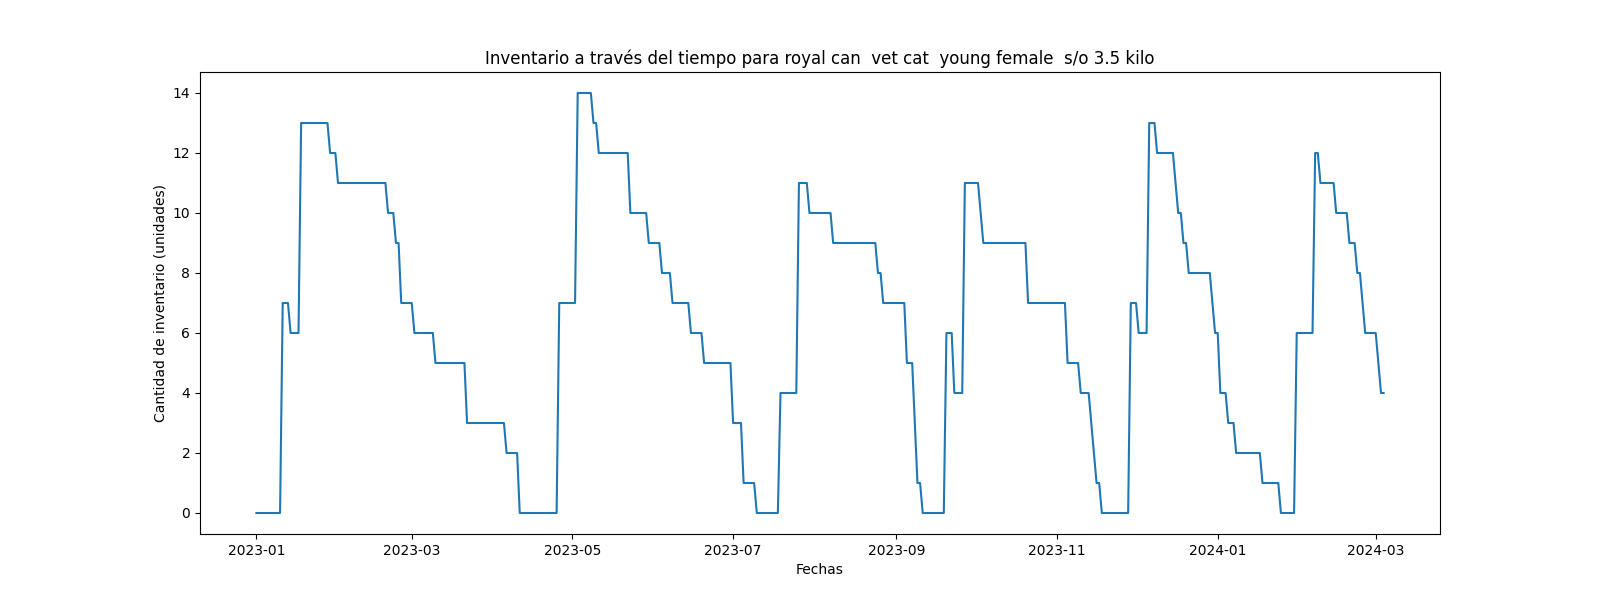 Inventario a través del tiempo para royal can  vet cat  young female  s/o 3.5 kilo
Cantidad de inventario (unidades)
14
12
10
8
6
4
2
0
2023-01 2023-03 2023-05 2023-07 2023-09 2023-11 2024-01 2024-03
Fechas